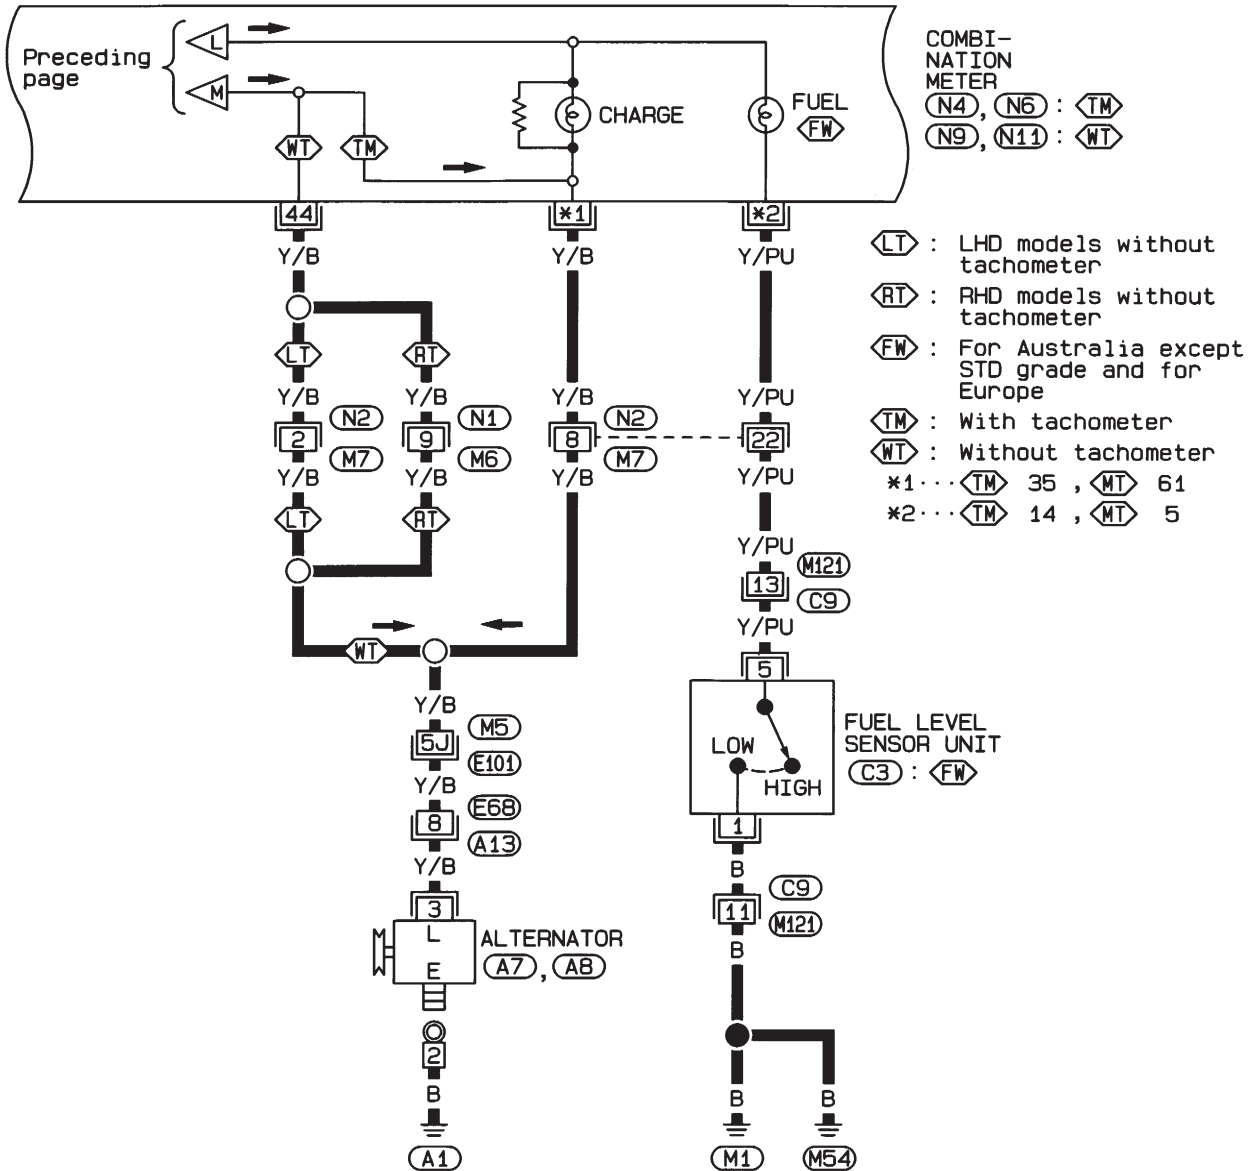 Preceding
page
L
M
WT
TM
CHARGE
FUEL
FW
COMBI-
NATION
METER
N4, N6 : TM
N9, N11 : WT
44
*1
*2
Y/B
Y/B
Y/PU
LT : LHD models without
tachometer
RT : RHD models without
tachometer
FW : For Australia except
STD grade and for
Europe
TM : With tachometer
WT : Without tachometer
*1··· TM 35 , MT 61
*2··· TM 14 , MT 5
LT
RT
Y/B
Y/B
Y/B
Y/PU
N2
N1
N2
2
9
8
22
M7
M6
M7
Y/B
Y/B
Y/B
Y/PU
LT
RT
Y/PU
M121
13
C9
Y/PU
WT
5
Y/B
M5
5J
E101
Y/B
E68
8
A13
Y/B
3
L
E
ALTERNATOR
A7, A8
2
B
A1
LOW
HIGH
FUEL LEVEL
SENSOR UNIT
C3 : FW
1
B
C9
11
M121
B
B
B
M1
M54